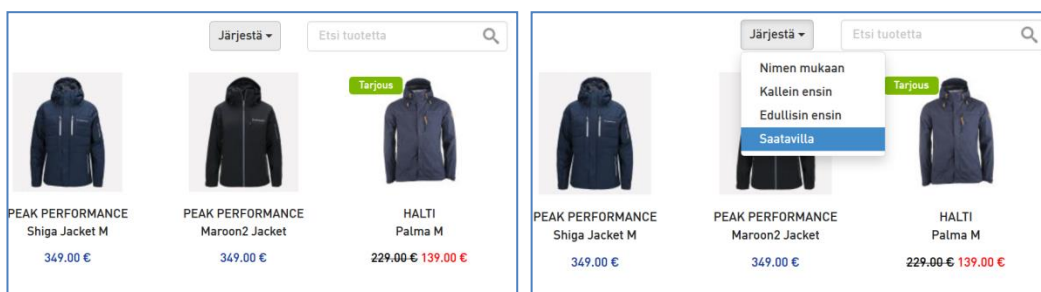 Järjestä
Etsi tuotetta
Tarjous
PEAK PERFORMANCE
Shiga Jacket M
349.00 €
PEAK PERFORMANCE
Maroon2 Jacket
349.00 €
HALTI
Palma M
229.00 € 139.00 €
Järjestä
Etsi tuotetta
Nimen mukaan
Kallein ensin
Edullisin ensin
Saatavilla
Tarjous
PEAK PERFORMANCE
Shiga Jacket M
349.00 €
PEAK PERFORMANCE
Maroon2 Jacket
349.00 €
HALTI
Palma M
229.00 € 139.00 €